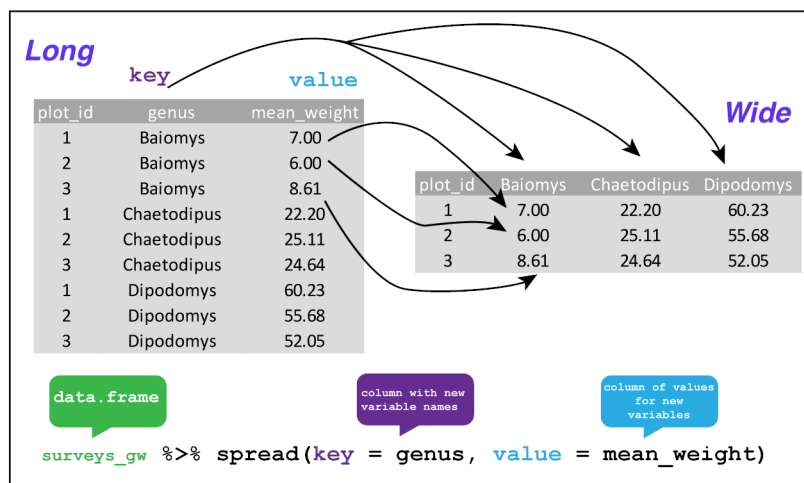 Long
key value
plot_id genus mean_weight
1 Baiomys 7.00
2 Baiomys 6.00
3 Baiomys 8.61
1 Chaetodipus 22.20
2 Chaetodipus 25.11
3 Chaetodipus 24.64
1 Dipodomys 60.23
2 Dipodomys 55.68
3 Dipodomys 52.05
Wide
plot_id Baiomys Chaetodipus Dipodomys
1 7.00 22.20 60.23
2 6.00 25.11 55.68
3 8.61 24.64 52.05
data.frame
column with new
variable names
column of values
for new
variables
surveys_gw %>% spread(key = genus, value = mean_weight)